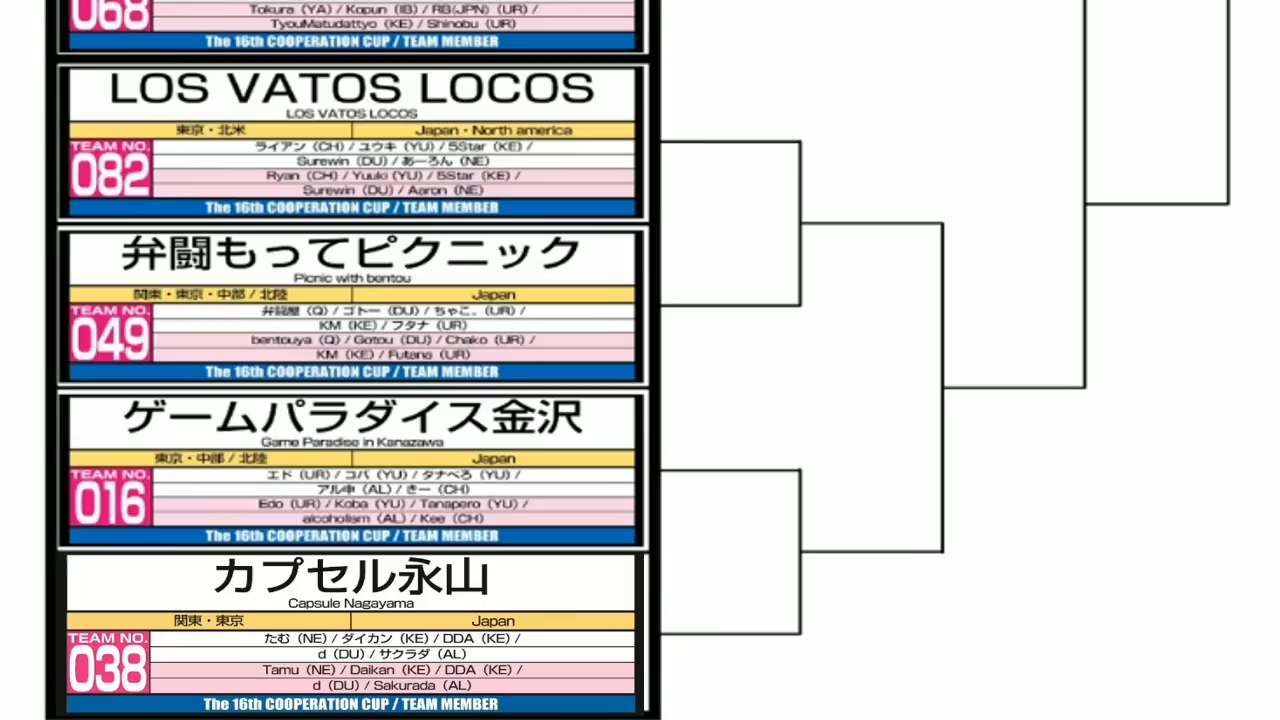 068
Tokura (YA) / Kopun (IB) / RB(JPN) (UR) /
TyouMatudattyo (KE) / Shinobu (UR)
The 16th COOPERATION CUP / TEAM MEMBER
LOS VATOS LOCOS
LOS VATOS LOCOS
東京・北米 Japan・North america
TEAM NO. 082
ライアン (CH) / ユウキ (YU) / 5Star (KE) /
Surewin (DU) / あーろん (NE)
Ryan (CH) / Yuuki (YU) / 5Star (KE) /
Surewin (DU) / Aaron (NE)
The 16th COOPERATION CUP / TEAM MEMBER
弁闘もってピクニック
Picnic with bentou
関東・東京・中部 / 北陸 Japan
TEAM NO. 049
弁闘屋 (Q) / ゴトー (DU) / ちゃこ。(UR) /
KM (KE) / フタナ (UR)
bentouya (Q) / Gotou (DU) / Chako (UR) /
KM (KE) / Futana (UR)
The 16th COOPERATION CUP / TEAM MEMBER
ゲームパラダイス金沢
Game Paradise in Kanazawa
東京・中部 / 北陸 Japan
TEAM NO. 016
エド (UR) / コバ (YU) / タナペろ (YU) /
アル中 (AL) / きー (CH)
Edo (UR) / Koba (YU) / Tanapero (YU) /
alcoholism (AL) / Kee (CH)
The 16th COOPERATION CUP / TEAM MEMBER
カプセル永山
Capsule Nagayama
関東・東京 Japan
TEAM NO. 038
たむ (NE) / ダイカン (KE) / DDA (KE) /
d (DU) / サクラダ (AL)
Tamu (NE) / Daikan (KE) / DDA (KE) /
d (DU) / Sakurada (AL)
The 16th COOPERATION CUP / TEAM MEMBER